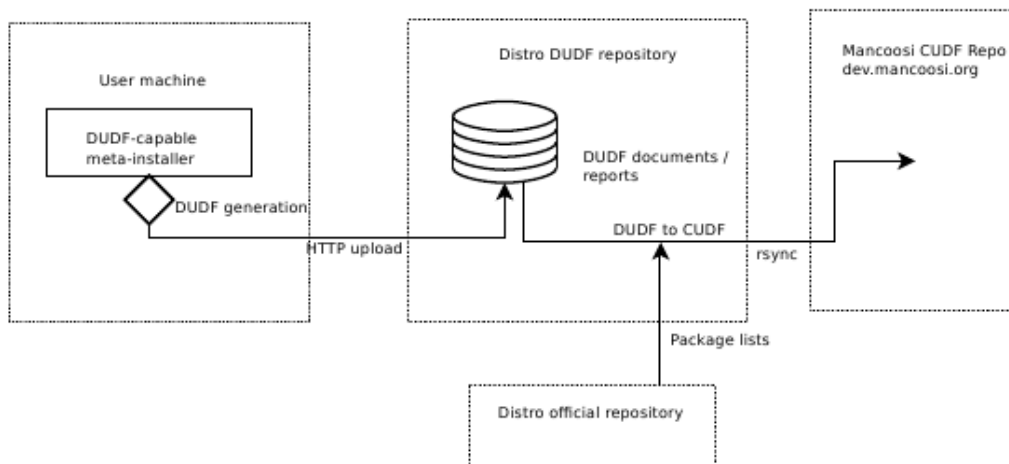 User machine
DUDF-capable
meta-installer
DUDF generation
HTTP upload
Distro DUDF repository
DUDF documents /
reports
DUDF to CUDF
rsync
Package lists
Distro official repository
Mancoosi CUDF Repo
dev.mancoosi.org